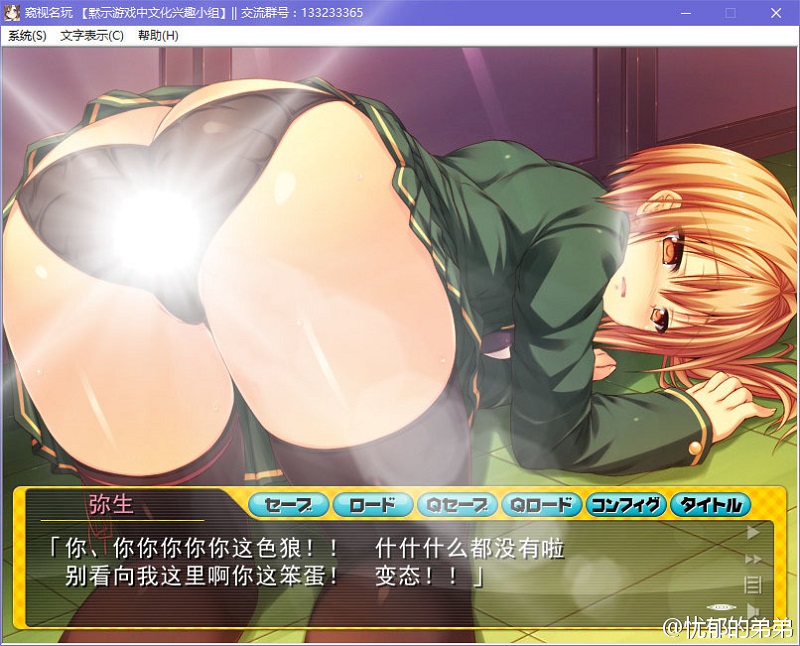 窥视名玩 【默示游戏中文化兴趣小组】|| 交流群号：133233365
系统(S) 文字表示(C) 帮助(H)
弥生
セーブ ロード Qセーブ Qロード コンフィグ タイトル
「你、你你你你你这色狼！！ 什什什么都没有啦
别看向我这里啊你这笨蛋！ 变态！！」
@忧郁的弟弟